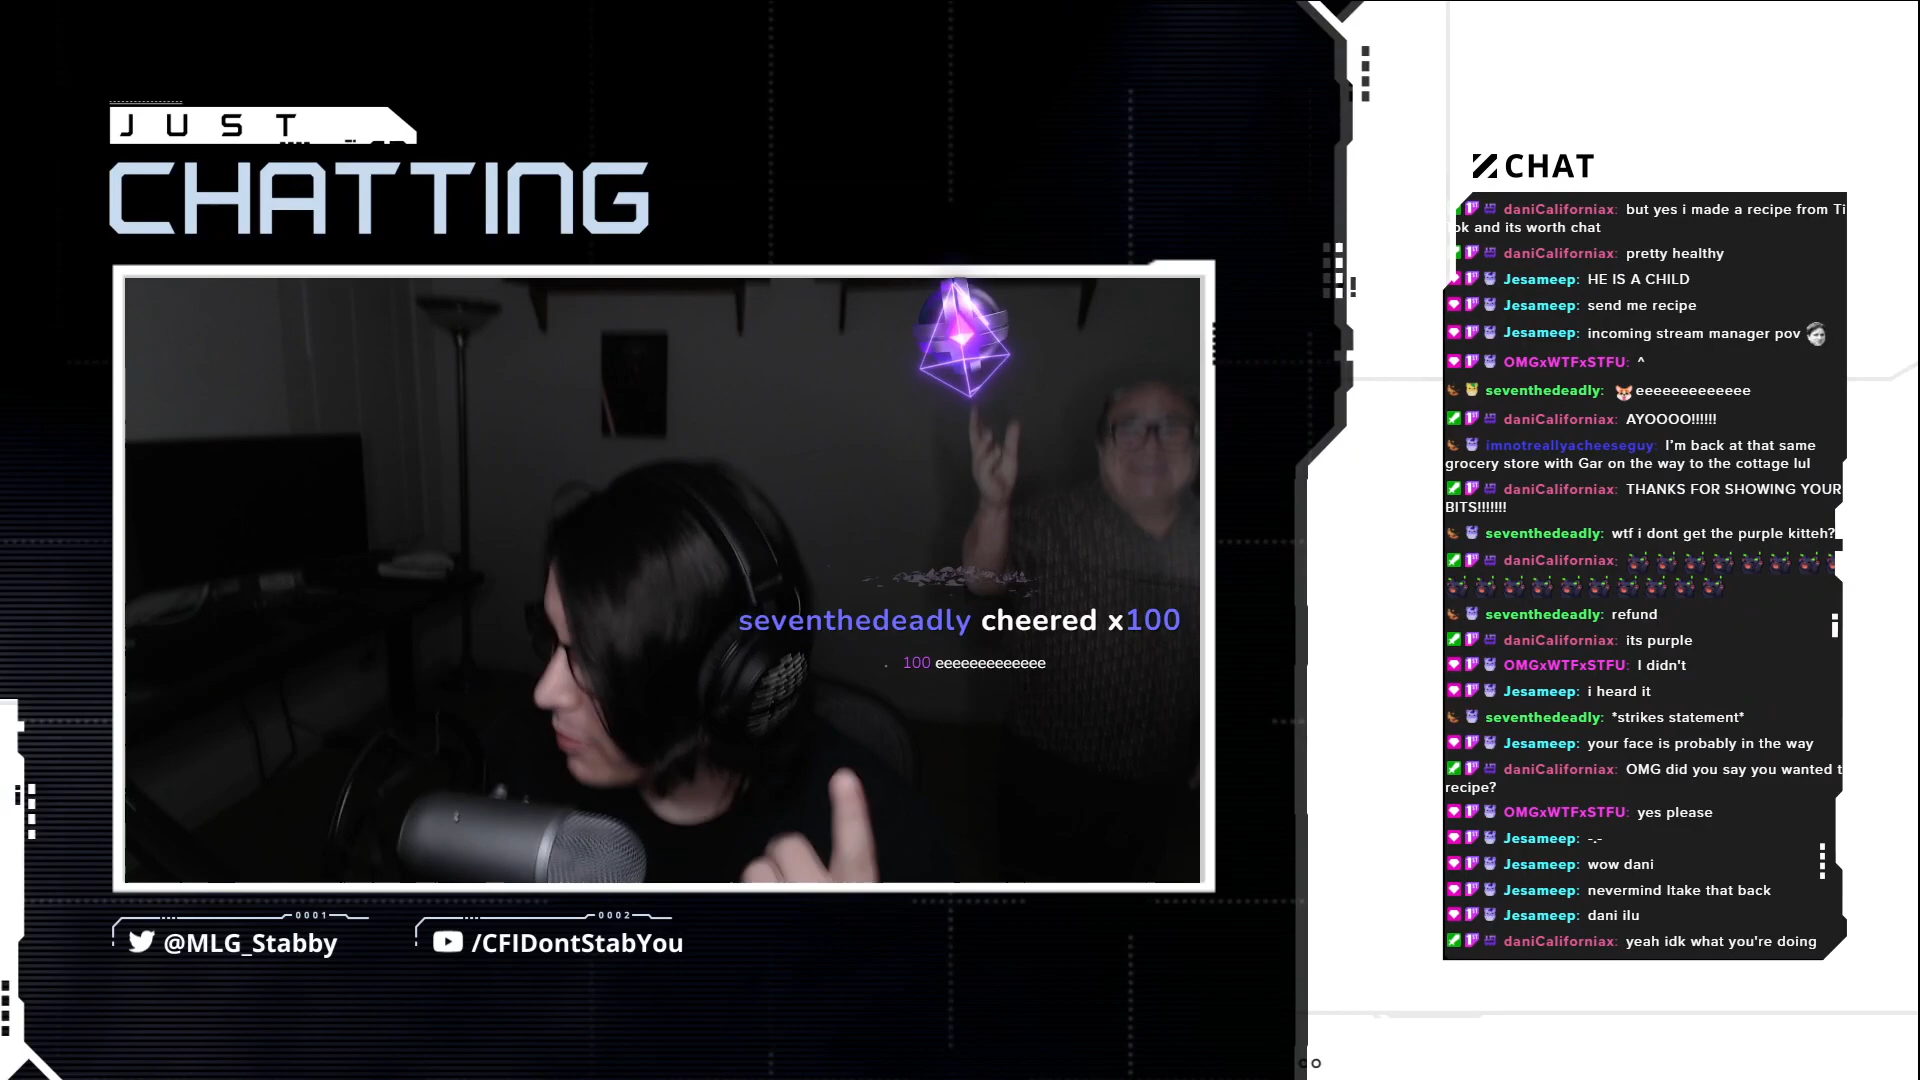 JUST
CHATTING
seventhedeadly cheered x100
100 eeeeeeeeeeeee
0001
@MLG_Stabby
0002
/CFIDontStabYou
CHAT
daniCaliforniax: but yes i made a recipe from Ti
ok and its worth chat
daniCaliforniax: pretty healthy
Jesameep: HE IS A CHILD
Jesameep: send me recipe
Jesameep: incoming stream manager pov
OMGxWTFxSTFU: ^
seventhedeadly: eeeeeeeeeeeee
daniCaliforniax: AYOOOO!!!!!!
imnotreallyacheeseguy: I'm back at that same
grocery store with Gar on the way to the cottage lul
daniCaliforniax: THANKS FOR SHOWING YOUR
BITS!!!!!!!
seventhedeadly: wtf i dont get the purple kitteh?
daniCaliforniax:
seventhedeadly: refund
daniCaliforniax: its purple
OMGxWTFxSTFU: I didn't
Jesameep: i heard it
seventhedeadly: *strikes statement*
Jesameep: your face is probably in the way
daniCaliforniax: OMG did you say you wanted t
recipe?
OMGxWTFxSTFU: yes please
Jesameep: -.-
Jesameep: wow dani
Jesameep: nevermind Itake that back
Jesameep: dani ilu
daniCaliforniax: yeah idk what you're doing